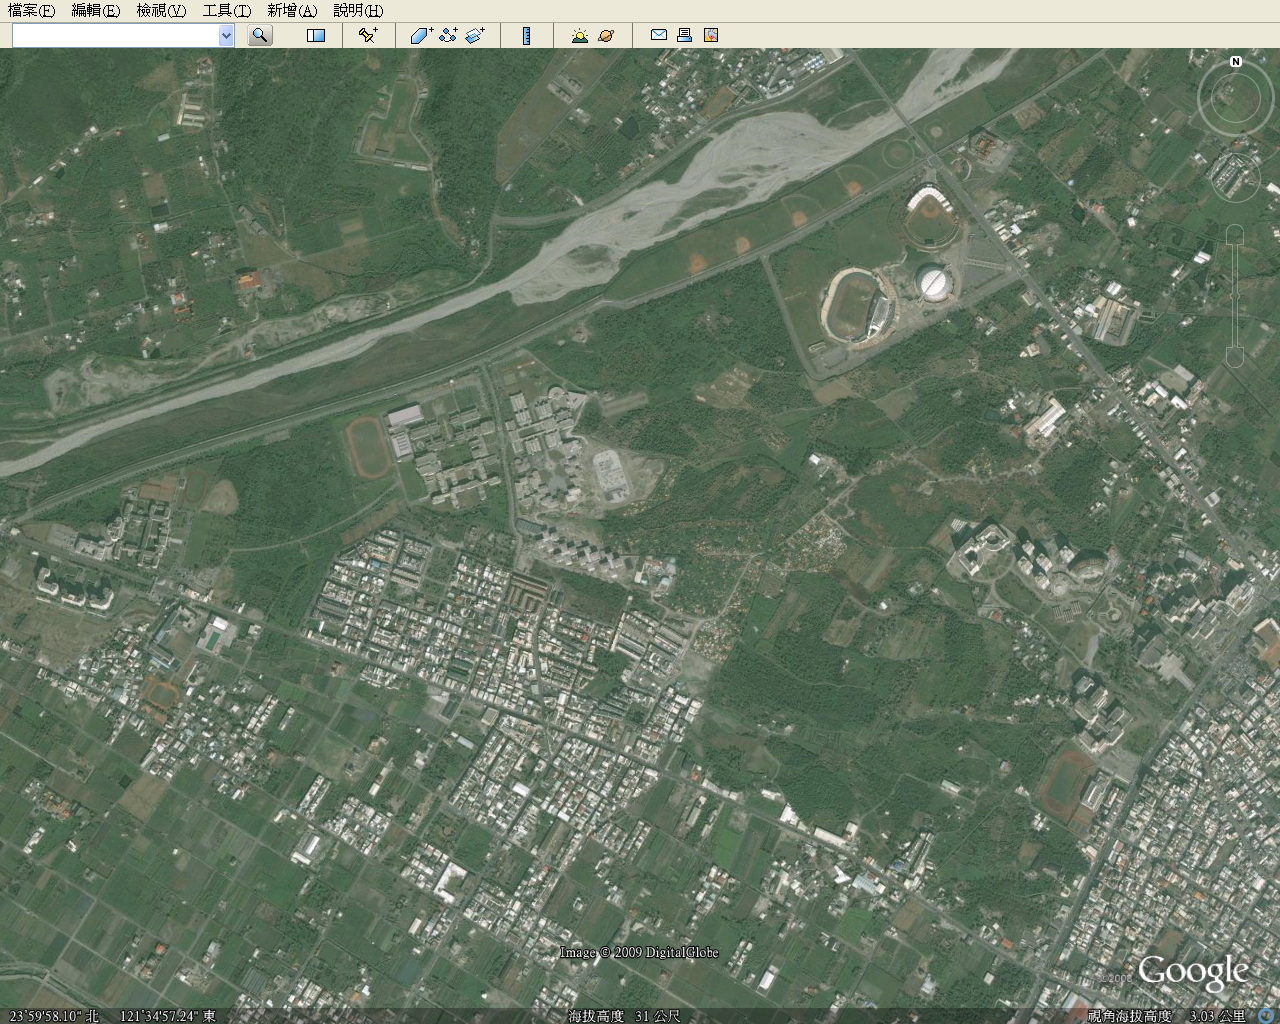 檔案(F) 編輯(E) 檢視(V) 工具(T) 新增(A) 說明(H)
N
Image © 2009 DigitalGlobe
©2008 Google
23°59'58.10" 北 121°34'57.24" 東 海拔高度 31 公尺 視角海拔高度 3.03 公里